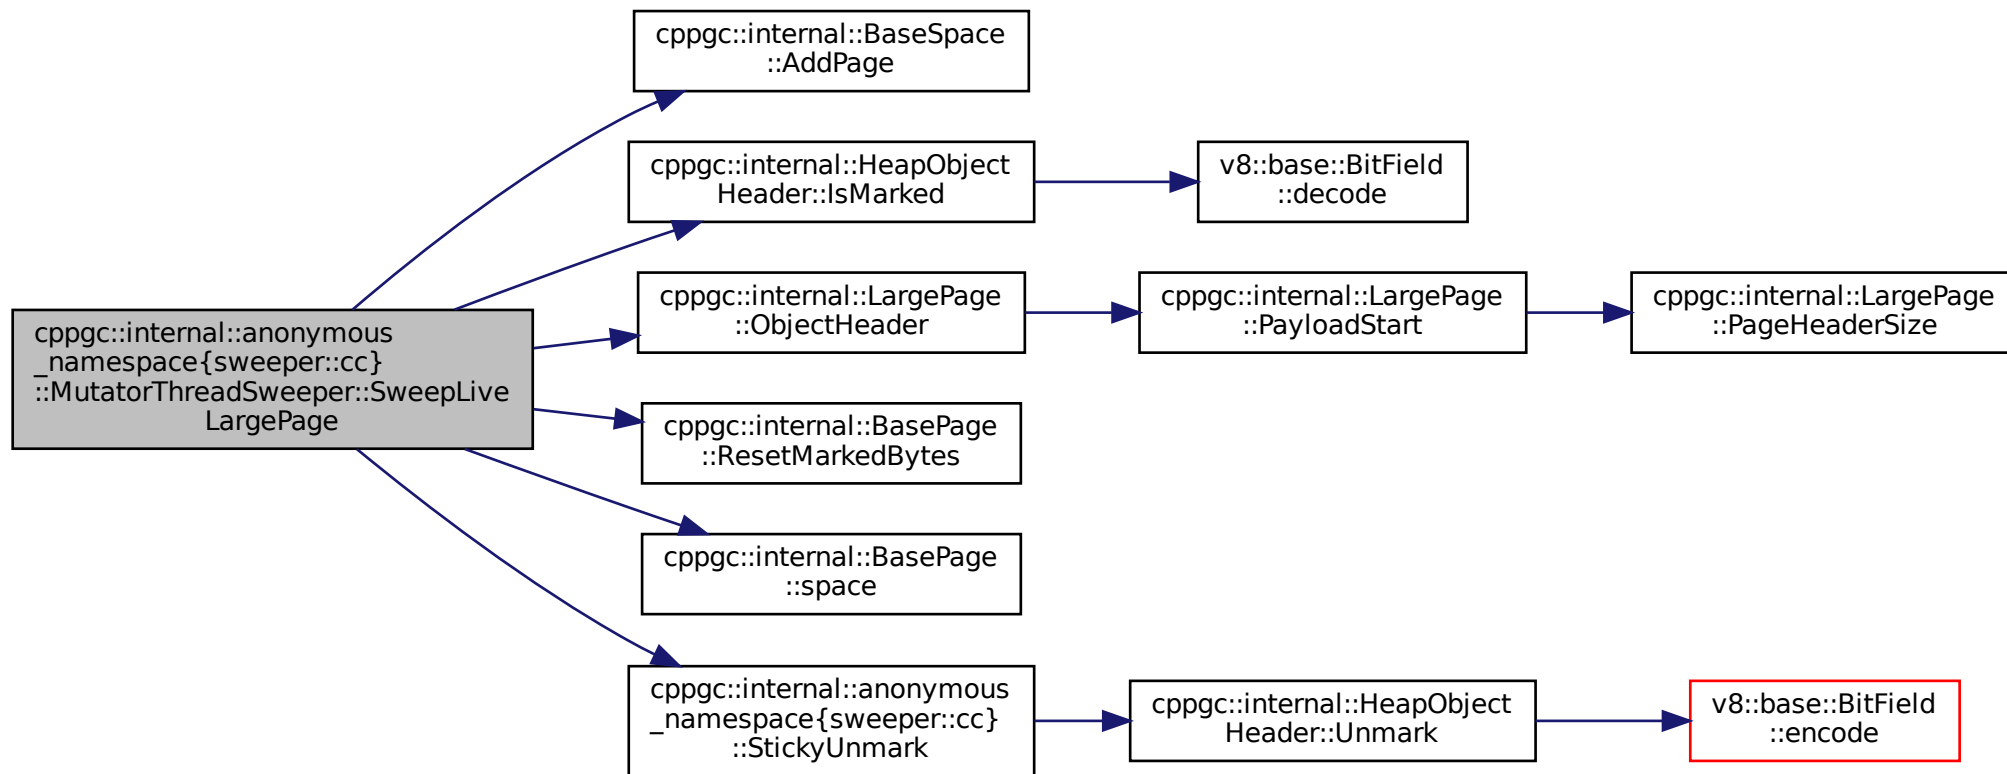 cppgc::internal::BaseSpace
::AddPage
cppgc::internal::HeapObject
Header::IsMarked
v8::base::BitField
::decode
cppgc::internal::LargePage
::ObjectHeader
cppgc::internal::LargePage
::PayloadStart
cppgc::internal::LargePage
::PageHeaderSize
cppgc::internal::anonymous
_namespace{sweeper::cc}
::MutatorThreadSweeper::SweepLive
LargePage
cppgc::internal::BasePage
::ResetMarkedBytes
cppgc::internal::BasePage
::space
cppgc::internal::anonymous
_namespace{sweeper::cc}
::StickyUnmark
cppgc::internal::HeapObject
Header::Unmark
v8::base::BitField
::encode